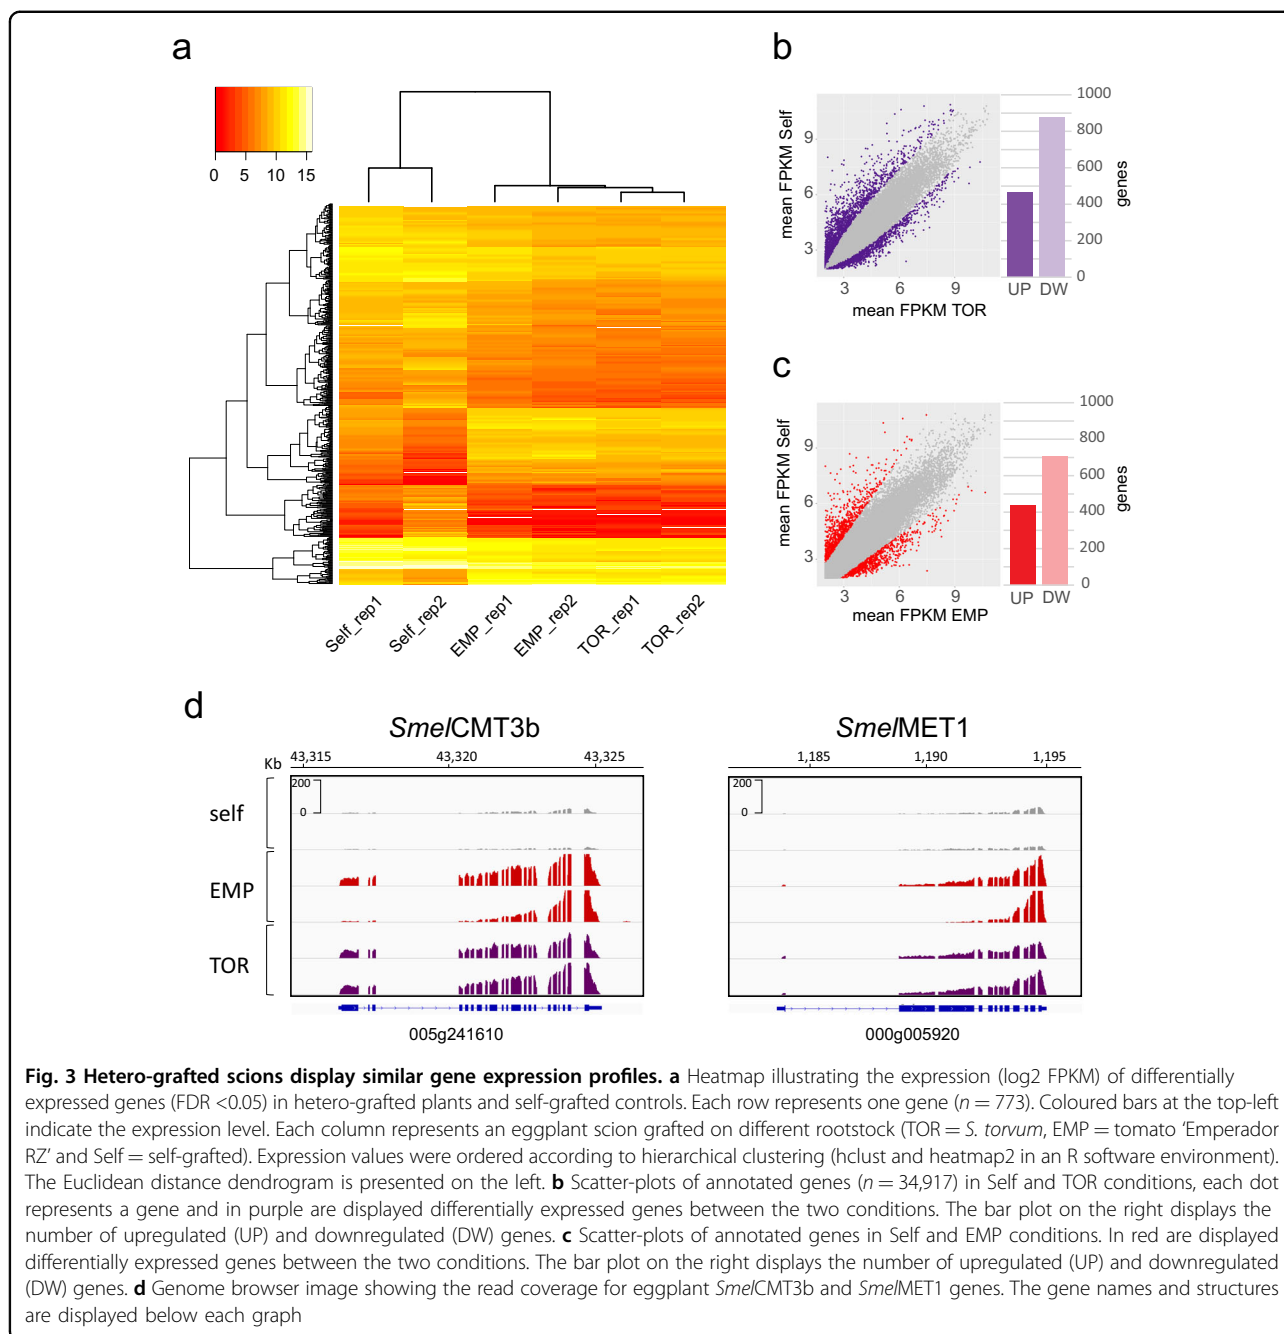 a
0 5 10 15
Self_rep1
Self_rep2
EMP_rep1
EMP_rep2
TOR_rep1
TOR_rep2
b
mean FPKM Self
9
6
3
3 6 9
mean FPKM TOR
1000
800
600
400
200
0
genes
UP DW
c
mean FPKM Self
9
6
3
3 6 9
mean FPKM EMP
1000
800
600
400
200
0
genes
UP DW
d
SmelCMT3b
Kb
43,315 43,320 43,325
200
0
self
EMP
TOR
005g241610
SmelMET1
1,185 1,190 1,195
200
0
000g005920
Fig. 3 Hetero-grafted scions display similar gene expression profiles. a Heatmap illustrating the expression (log2 FPKM) of differentially
expressed genes (FDR <0.05) in hetero-grafted plants and self-grafted controls. Each row represents one gene (n = 773). Coloured bars at the top-left
indicate the expression level. Each column represents an eggplant scion grafted on different rootstock (TOR = S. torvum, EMP = tomato ‘Emperador
RZ’ and Self = self-grafted). Expression values were ordered according to hierarchical clustering (hclust and heatmap2 in an R software environment).
The Euclidean distance dendrogram is presented on the left. b Scatter-plots of annotated genes (n = 34,917) in Self and TOR conditions, each dot
represents a gene and in purple are displayed differentially expressed genes between the two conditions. The bar plot on the right displays the
number of upregulated (UP) and downregulated (DW) genes. c Scatter-plots of annotated genes in Self and EMP conditions. In red are displayed
differentially expressed genes between the two conditions. The bar plot on the right displays the number of upregulated (UP) and downregulated
(DW) genes. d Genome browser image showing the read coverage for eggplant SmelCMT3b and SmelMET1 genes. The gene names and structures
are displayed below each graph